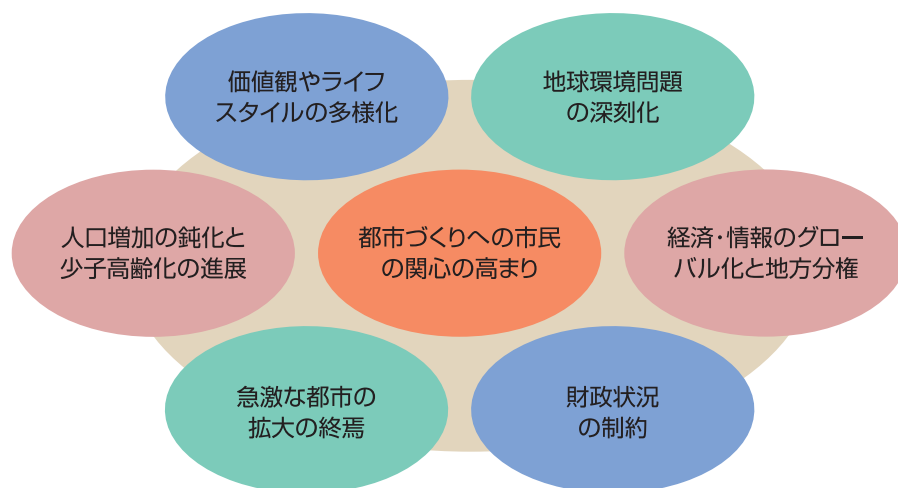 価値観やライフ
スタイルの多様化
地球環境問題
の深刻化
人口増加の鈍化と
少子高齢化の進展
都市づくりへの市民
の関心の高まり
経済・情報のグロー
バル化と地方分権
急激な都市の
拡大の終焉
財政状況
の制約